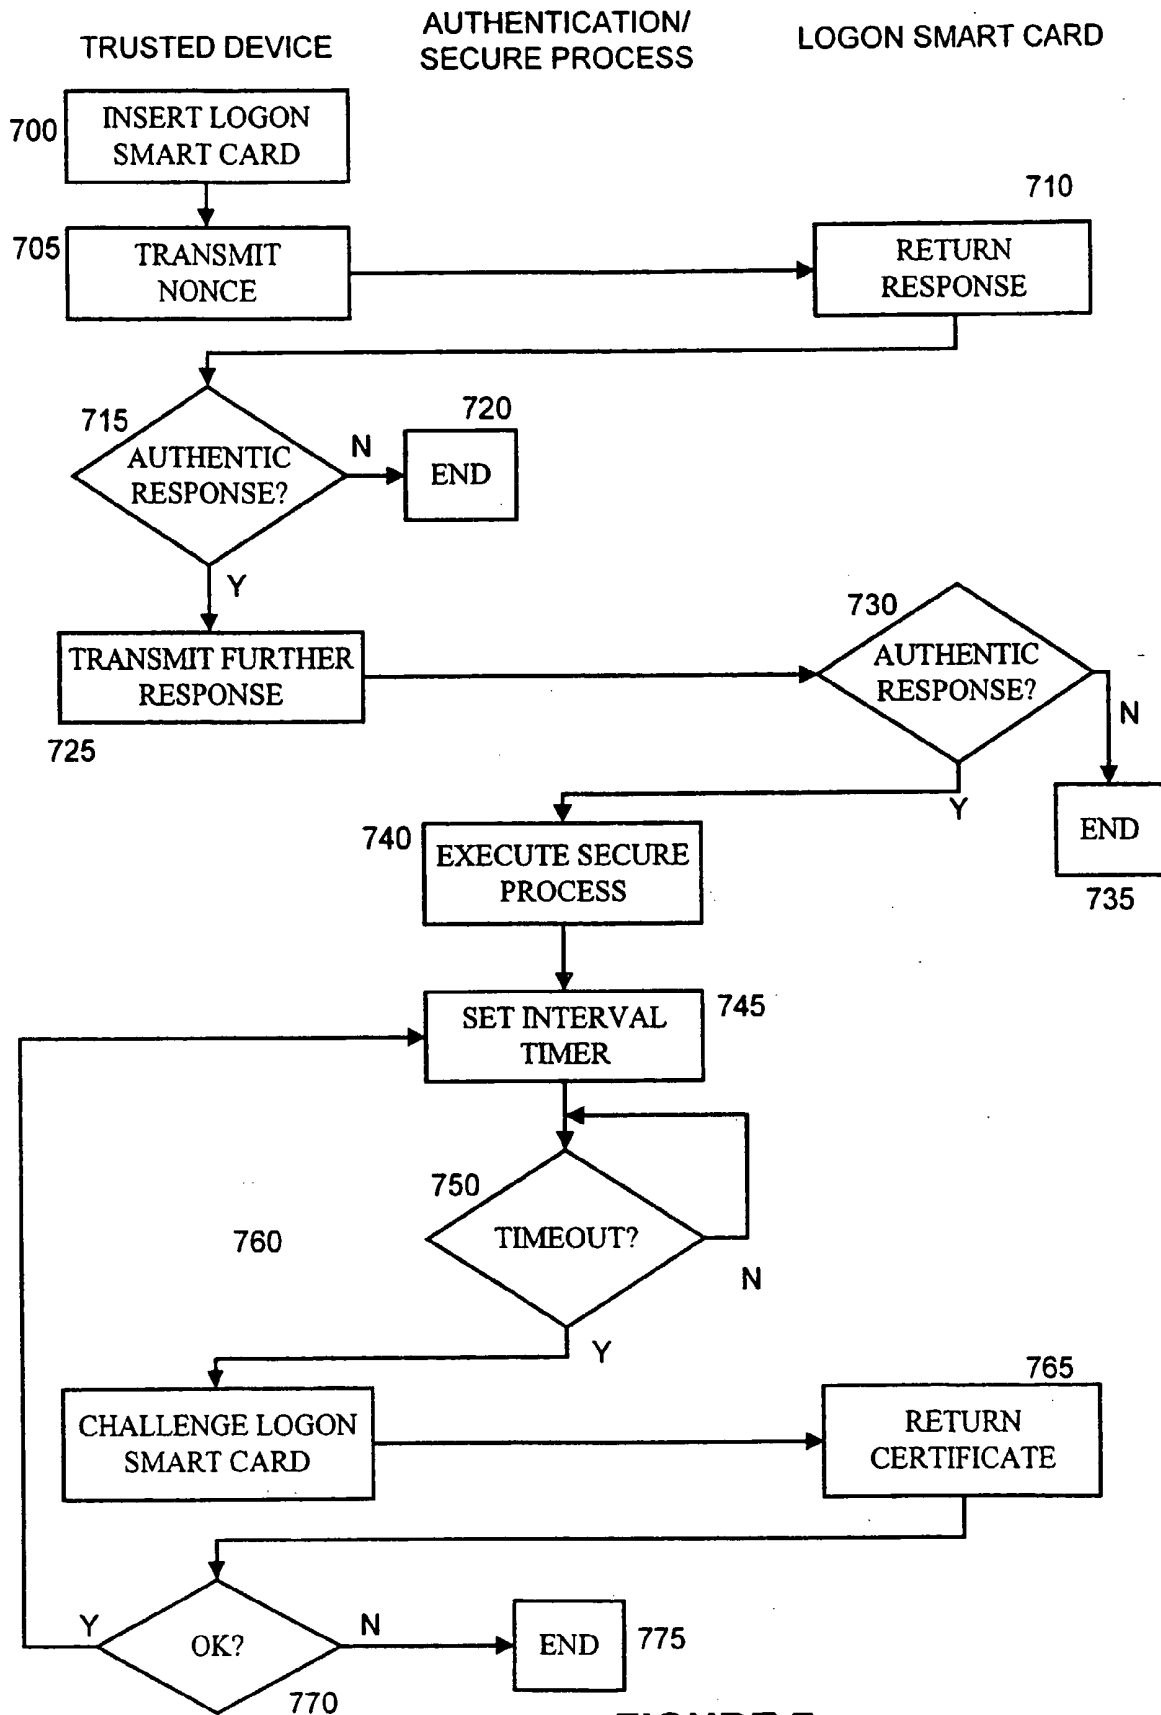 TRUSTED DEVICE
AUTHENTICATION/
SECURE PROCESS
LOGON SMART CARD
700
INSERT LOGON
SMART CARD
705
TRANSMIT
NONCE
710
RETURN
RESPONSE
715
AUTHENTIC
RESPONSE?
N
720
END
Y
TRANSMIT FURTHER
RESPONSE
725
730
AUTHENTIC
RESPONSE?
N
Y
END
735
740
EXECUTE SECURE
PROCESS
SET INTERVAL
TIMER
745
750
TIMEOUT?
N
Y
760
CHALLENGE LOGON
SMART CARD
765
RETURN
CERTIFICATE
Y
OK?
N
770
END
775